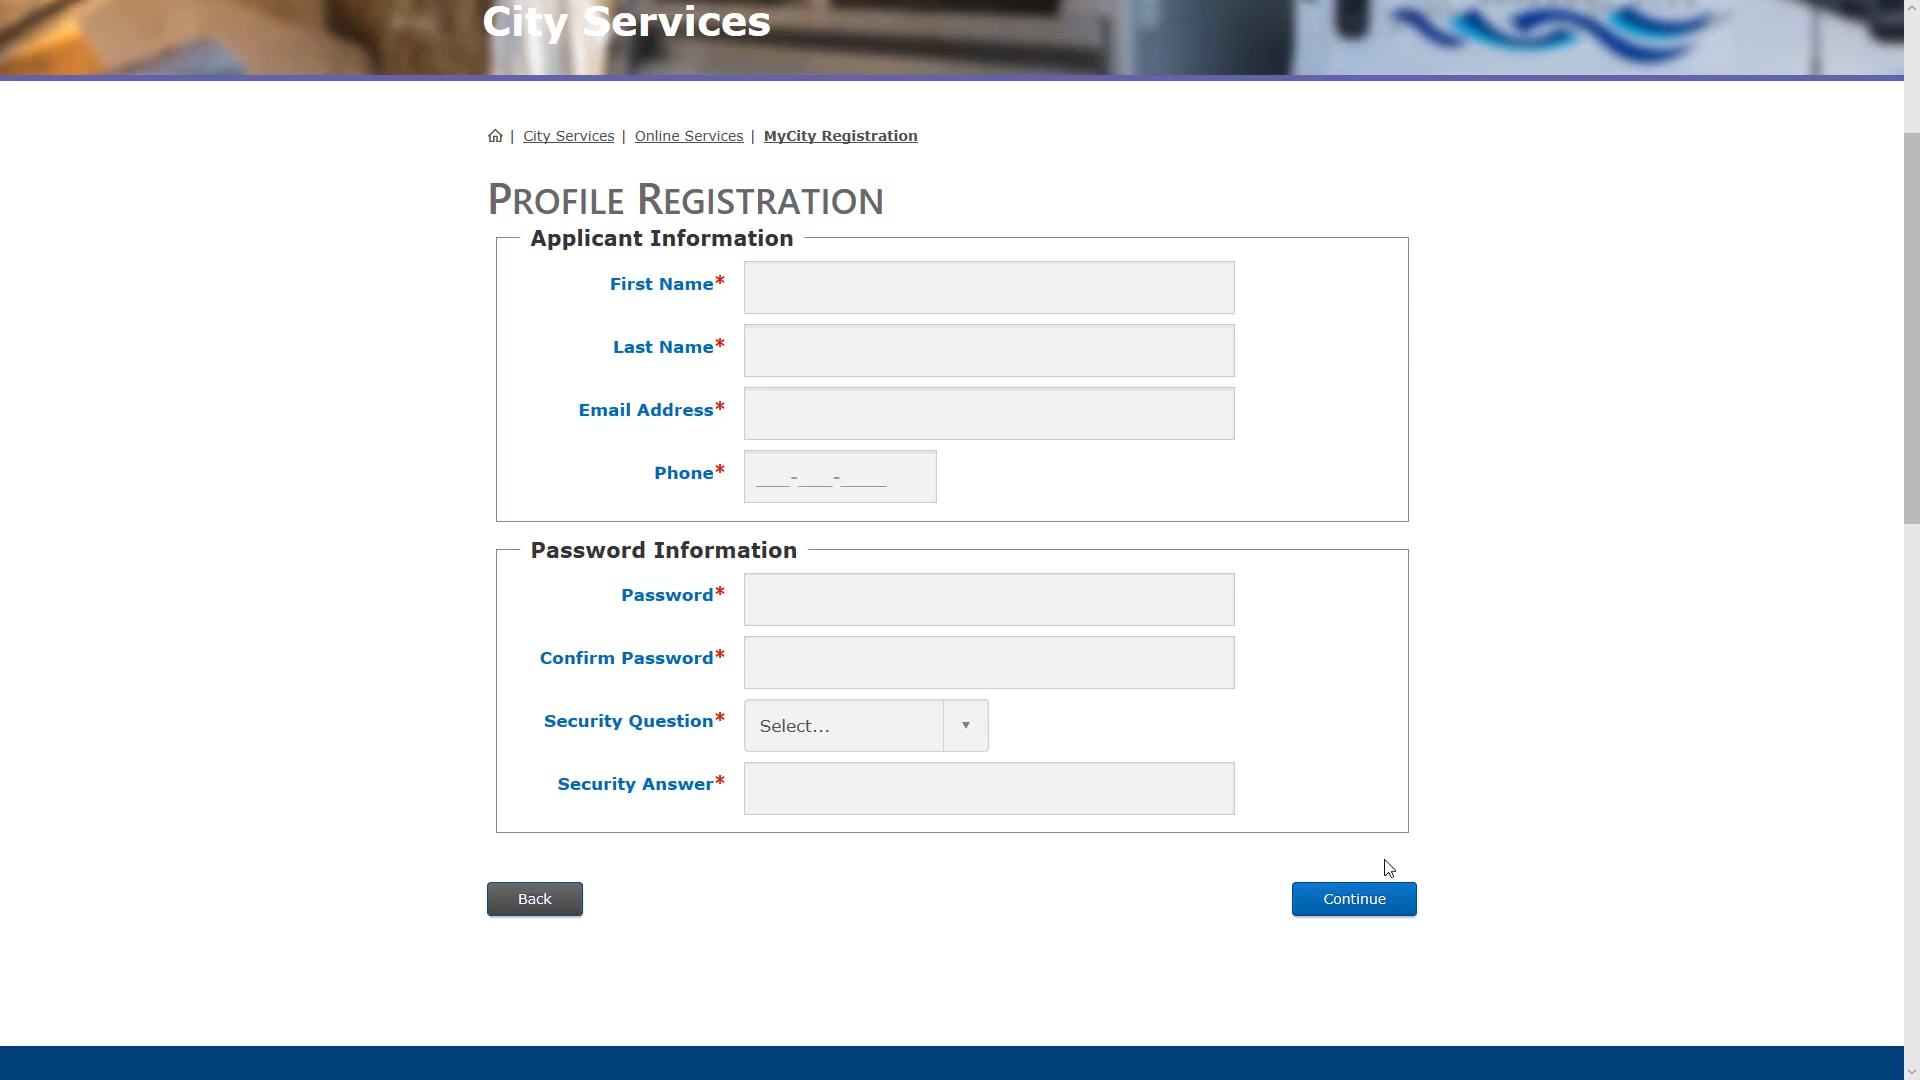 City Services
| City Services | Online Services | MyCity Registration
PROFILE REGISTRATION
Applicant Information
First Name*
Last Name*
Email Address*
Phone* ___-___-____
Password Information
Password*
Confirm Password*
Security Question* Select...
Security Answer*
Back Continue